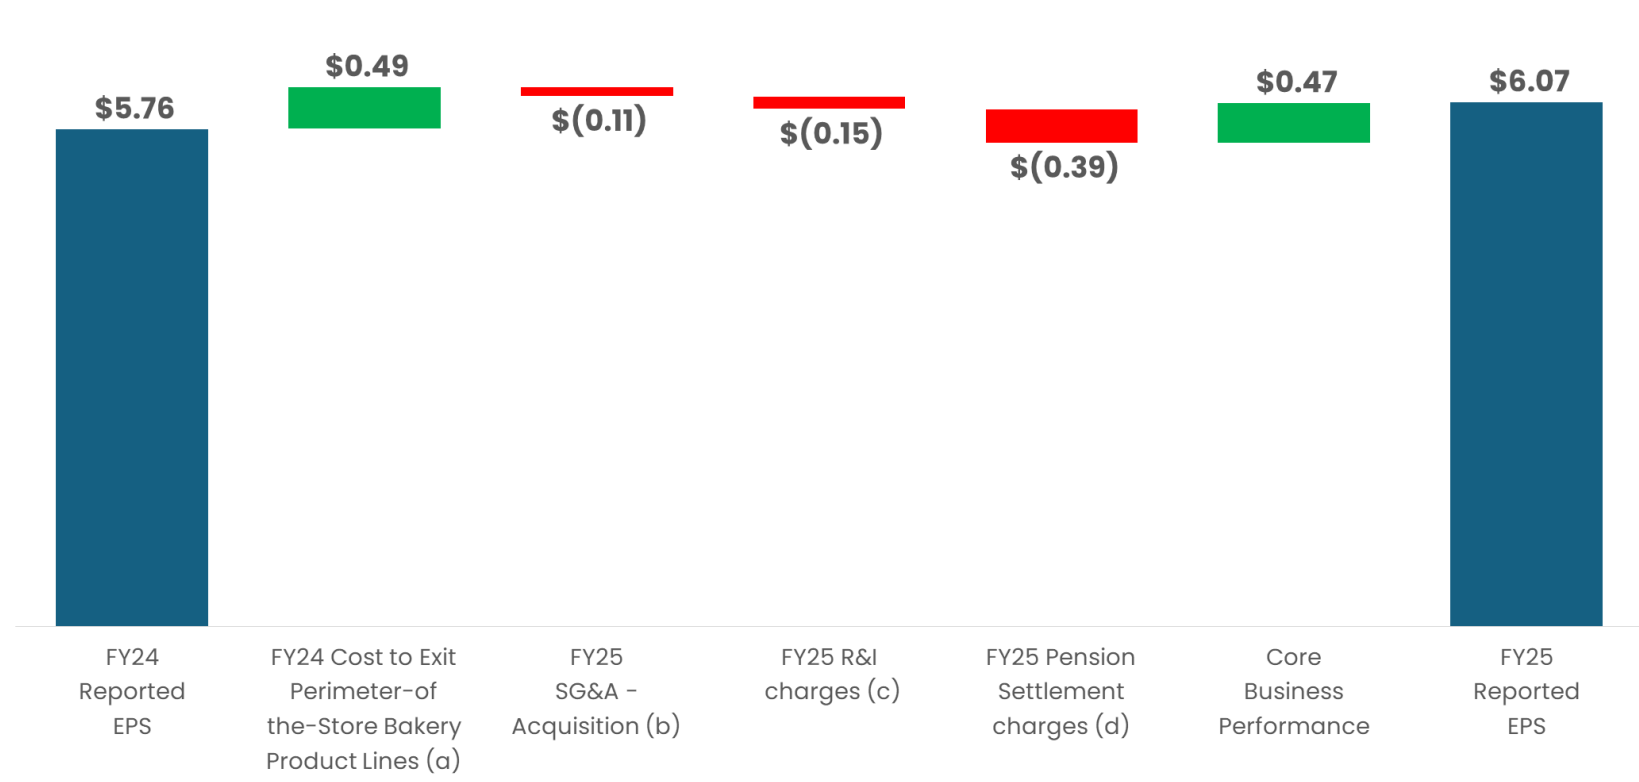 $5.76
$0.49
$(0.11)
$(0.15)
$(0.39)
$0.47
$6.07
FY24
Reported
EPS
FY24 Cost to Exit
Perimeter-of
the-Store Bakery
Product Lines (a)
FY25
SG&A -
Acquisition (b)
FY25 R&I
charges (c)
FY25 Pension
Settlement
charges (d)
Core
Business
Performance
FY25
Reported
EPS